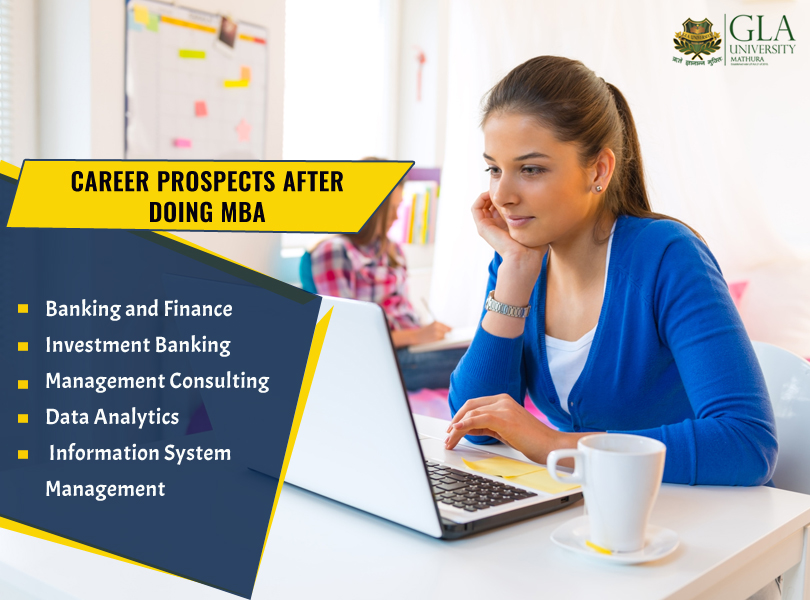 GLA
UNIVERSITY
MATHURA
CAREER PROSPECTS AFTER
DOING MBA
Banking and Finance
Investment Banking
Management Consulting
Data Analytics
Information System
Management